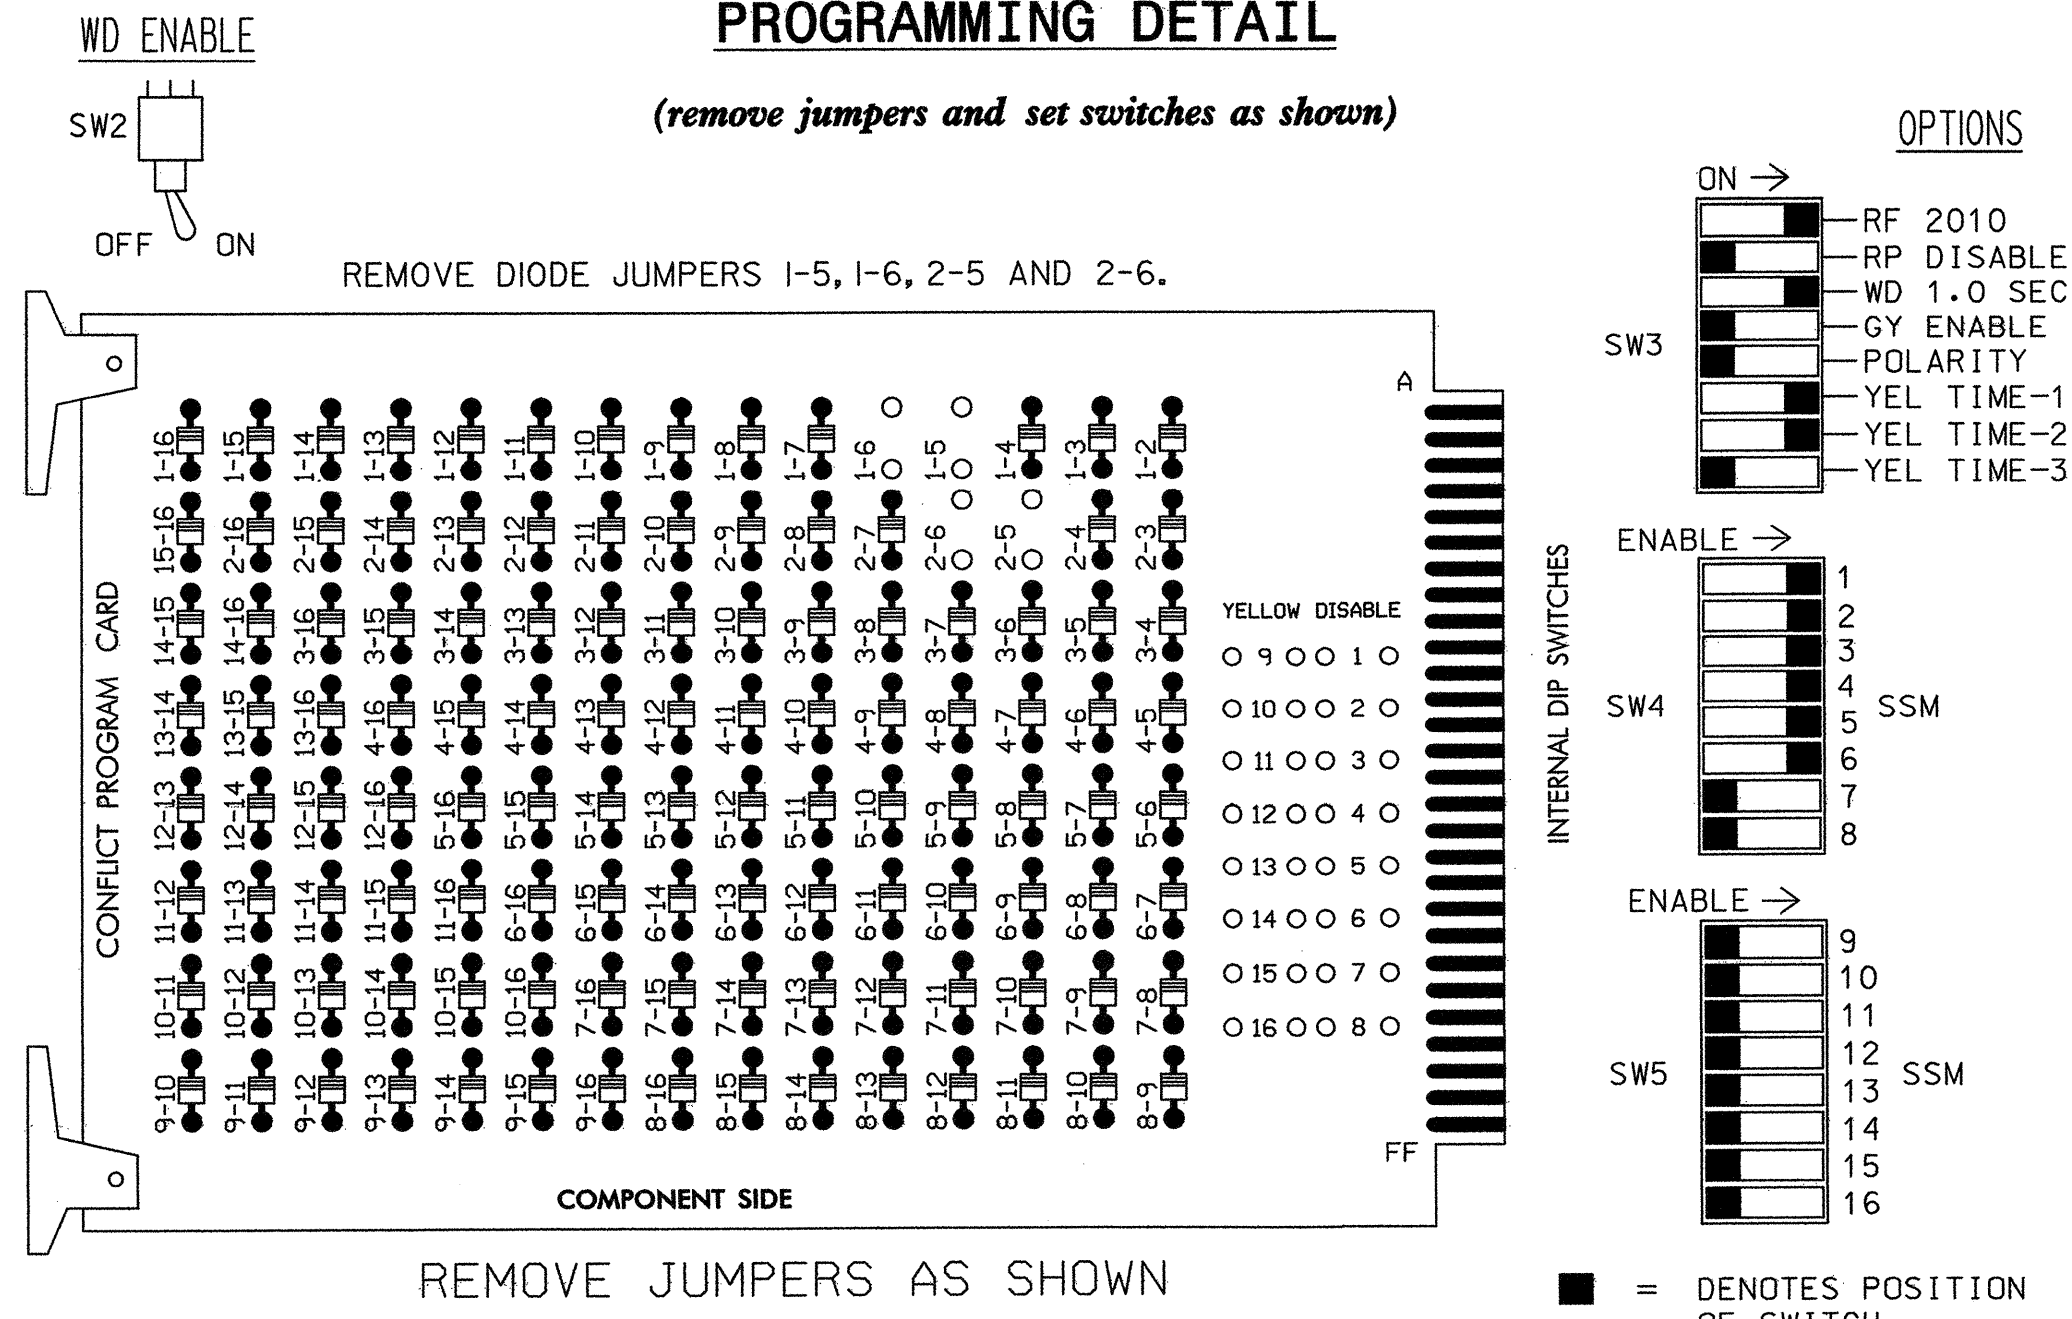 PROGRAMMING DETAIL
(remove jumpers and set switches as shown)
WD ENABLE
SW2
OFF ON
REMOVE DIODE JUMPERS 1-5, 1-6, 2-5 AND 2-6.
CONFLICT PROGRAM CARD
1-16 1-15 1-14 1-13 1-12 1-11 1-10 1-9 1-8 1-7 1-6 1-5 1-4 1-3 1-2
15-16 2-16 2-15 2-14 2-13 2-12 2-11 2-10 2-9 2-8 2-7 2-6 2-5 2-4 2-3
14-15 14-16 3-16 3-15 3-14 3-13 3-12 3-11 3-10 3-9 3-8 3-7 3-6 3-5 3-4
13-14 13-15 13-16 4-16 4-15 4-14 4-13 4-12 4-11 4-10 4-9 4-8 4-7 4-6 4-5
12-13 12-14 12-15 12-16 5-16 5-15 5-14 5-13 5-12 5-11 5-10 5-9 5-8 5-7 5-6
11-12 11-13 11-14 11-15 11-16 6-16 6-15 6-14 6-13 6-12 6-11 6-10 6-9 6-8 6-7
10-11 10-12 10-13 10-14 10-15 10-16 7-16 7-15 7-14 7-13 7-12 7-11 7-10 7-9 7-8
9-10 9-11 9-12 9-13 9-14 9-15 9-16 8-16 8-15 8-14 8-13 8-12 8-11 8-10 8-9
A
YELLOW DISABLE
9 1
10 2
11 3
12 4
13 5
14 6
15 7
16 8
FF
COMPONENT SIDE
REMOVE JUMPERS AS SHOWN
INTERNAL DIP SWITCHES
OPTIONS
ON →
SW3
RF 2010
RP DISABLE
WD 1.0 SEC
GY ENABLE
POLARITY
YEL TIME-1
YEL TIME-2
YEL TIME-3
ENABLE →
SW4
1
2
3
4
5
6
7
8
SSM
ENABLE →
SW5
9
10
11
12
13
14
15
16
SSM
= DENOTES POSITION
OF SWITCH